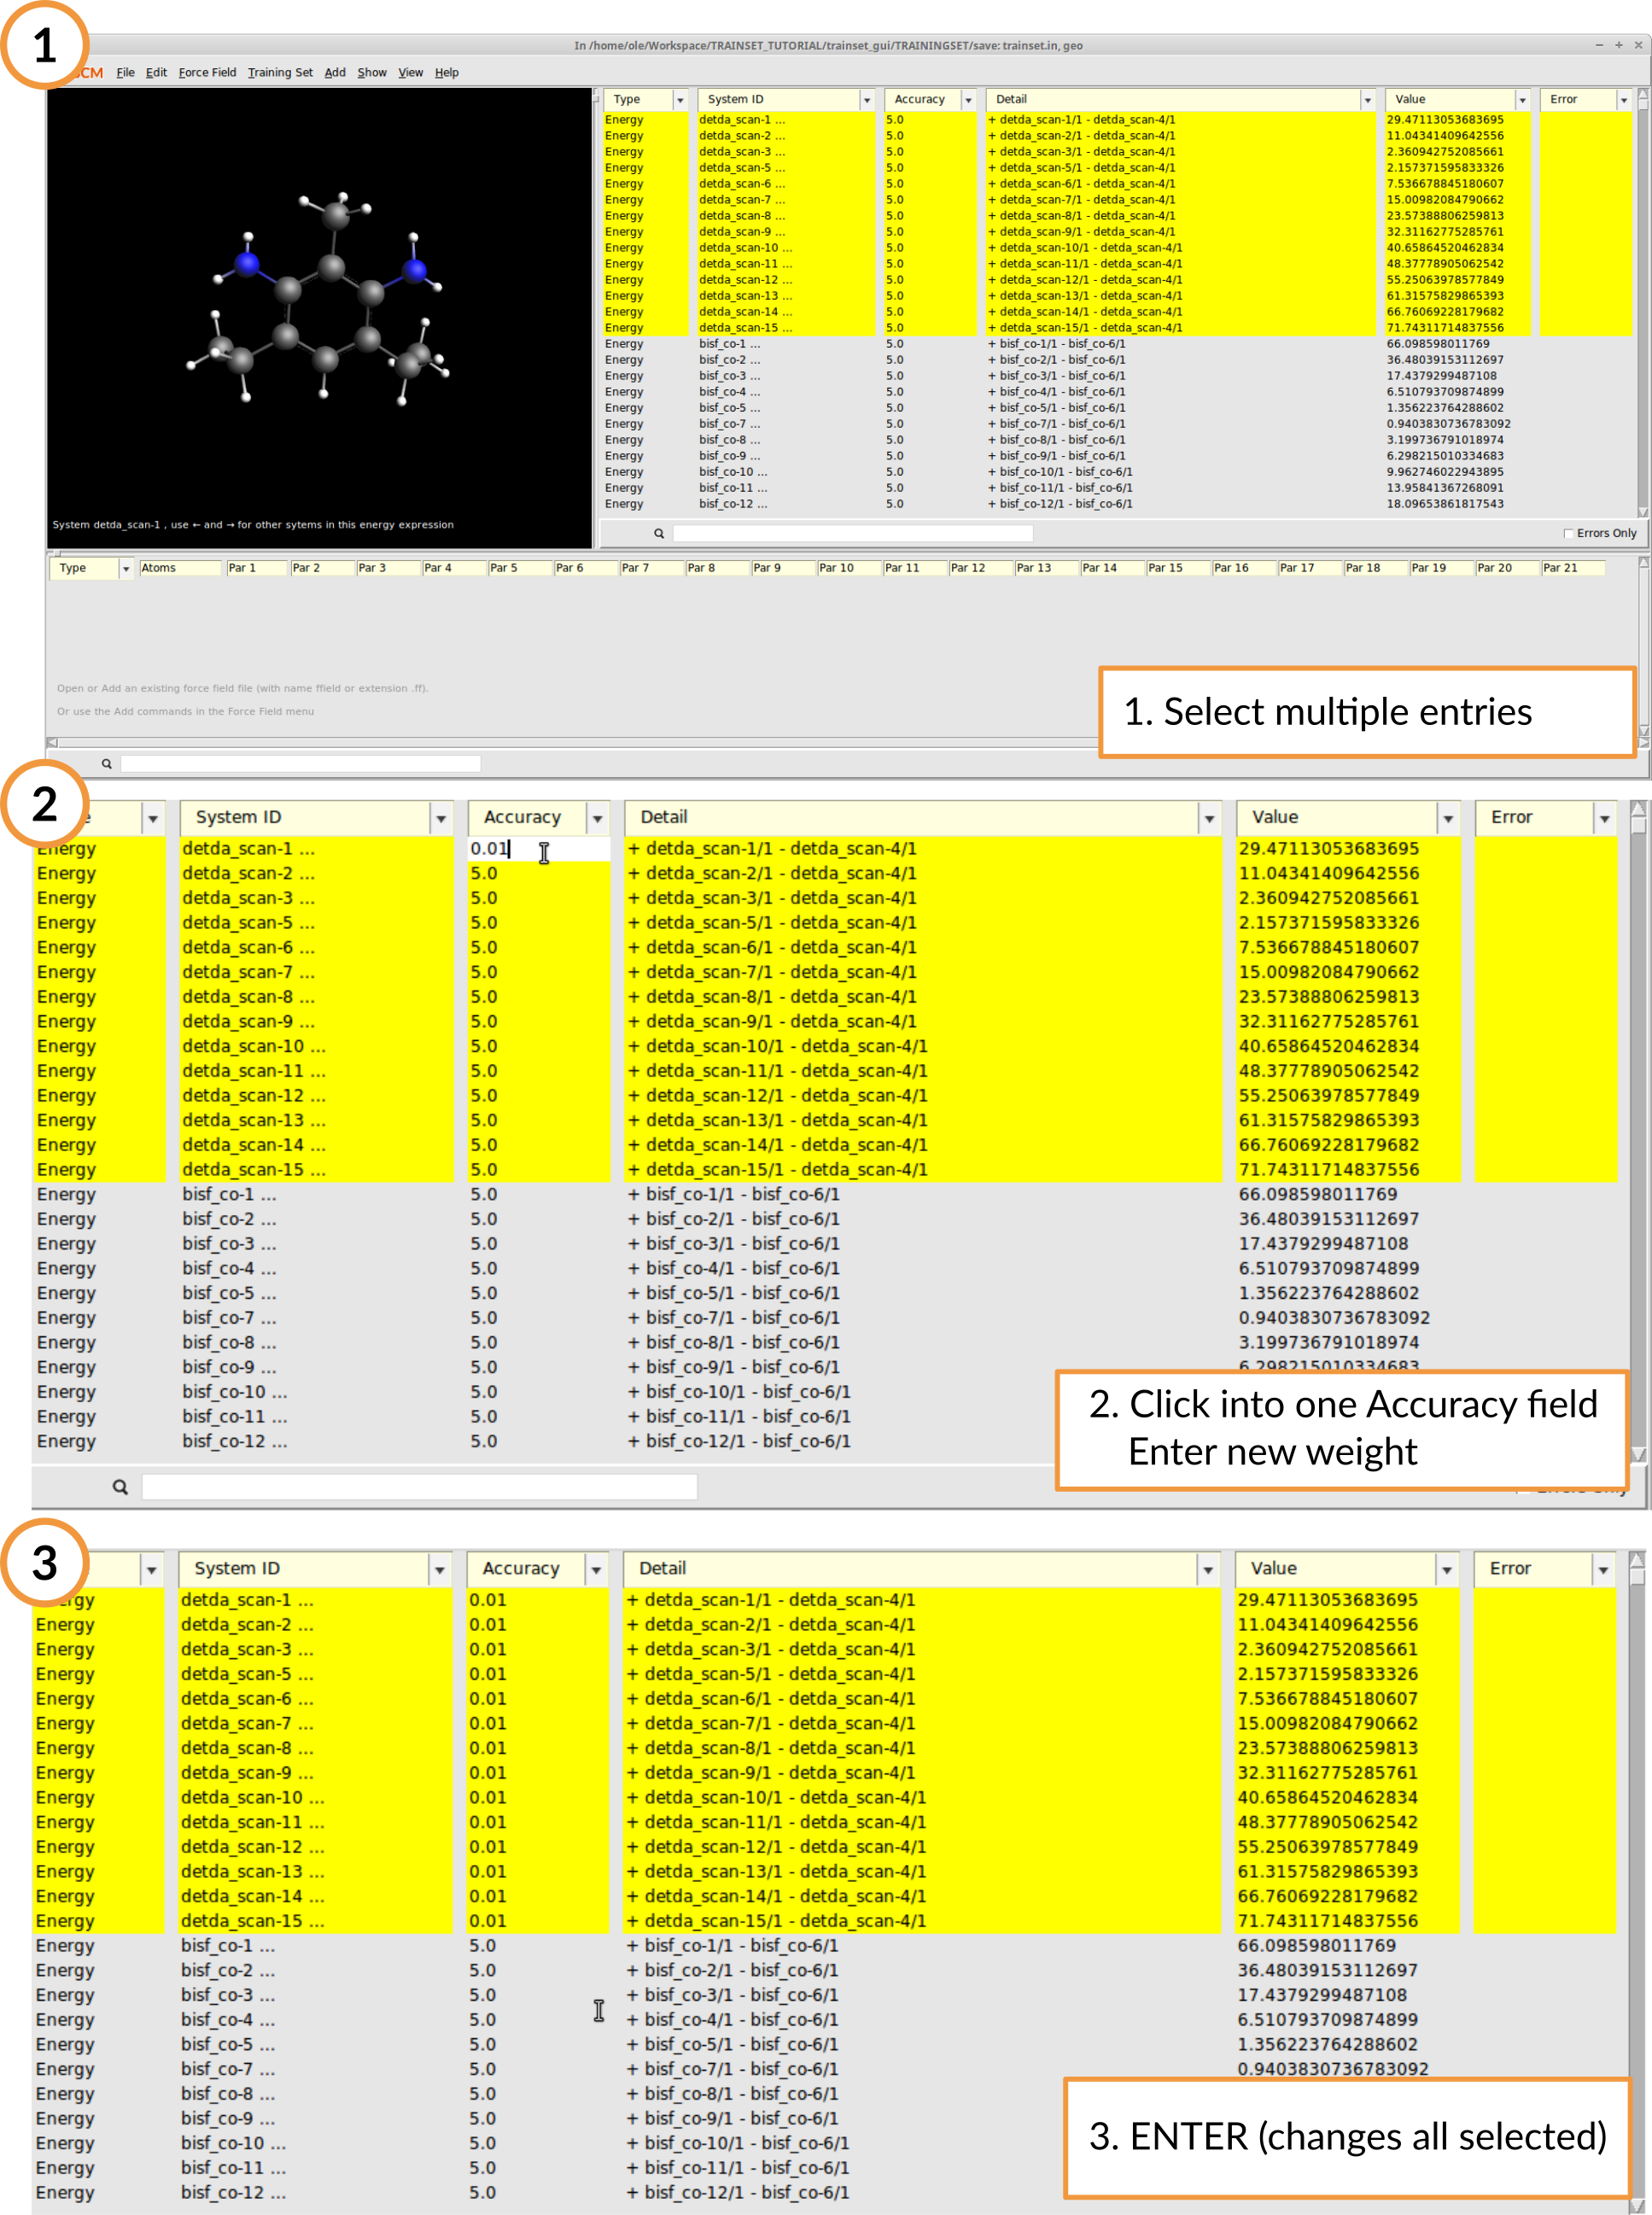 1
In /home/ole/Workspace/TRAINSET_TUTORIAL/trainset_gui/TRAININGSET/save: trainset.in, geo
CM File Edit Force Field Training Set Add Show View Help
Type System ID Accuracy Detail Value Error
Energy detda_scan-1 ... 5.0 + detda_scan-1/1 - detda_scan-4/1 29.47113053683695
Energy detda_scan-2 ... 5.0 + detda_scan-2/1 - detda_scan-4/1 11.04341409642556
Energy detda_scan-3 ... 5.0 + detda_scan-3/1 - detda_scan-4/1 2.360942752085661
Energy detda_scan-5 ... 5.0 + detda_scan-5/1 - detda_scan-4/1 2.157371595833326
Energy detda_scan-6 ... 5.0 + detda_scan-6/1 - detda_scan-4/1 7.536678845180607
Energy detda_scan-7 ... 5.0 + detda_scan-7/1 - detda_scan-4/1 15.00982084790662
Energy detda_scan-8 ... 5.0 + detda_scan-8/1 - detda_scan-4/1 23.57388806259813
Energy detda_scan-9 ... 5.0 + detda_scan-9/1 - detda_scan-4/1 32.31162775285761
Energy detda_scan-10 ... 5.0 + detda_scan-10/1 - detda_scan-4/1 40.65864520462834
Energy detda_scan-11 ... 5.0 + detda_scan-11/1 - detda_scan-4/1 48.37778905062542
Energy detda_scan-12 ... 5.0 + detda_scan-12/1 - detda_scan-4/1 55.25063978577849
Energy detda_scan-13 ... 5.0 + detda_scan-13/1 - detda_scan-4/1 61.31575829865393
Energy detda_scan-14 ... 5.0 + detda_scan-14/1 - detda_scan-4/1 66.76069228179682
Energy detda_scan-15 ... 5.0 + detda_scan-15/1 - detda_scan-4/1 71.74311714837556
Energy bisf_co-1 ... 5.0 + bisf_co-1/1 - bisf_co-6/1 66.098598011769
Energy bisf_co-2 ... 5.0 + bisf_co-2/1 - bisf_co-6/1 36.48039153112697
Energy bisf_co-3 ... 5.0 + bisf_co-3/1 - bisf_co-6/1 17.4379299487108
Energy bisf_co-4 ... 5.0 + bisf_co-4/1 - bisf_co-6/1 6.510793709874899
Energy bisf_co-5 ... 5.0 + bisf_co-5/1 - bisf_co-6/1 1.356223764288602
Energy bisf_co-7 ... 5.0 + bisf_co-7/1 - bisf_co-6/1 0.9403830736783092
Energy bisf_co-8 ... 5.0 + bisf_co-8/1 - bisf_co-6/1 3.199736791018974
Energy bisf_co-9 ... 5.0 + bisf_co-9/1 - bisf_co-6/1 6.298215010334683
Energy bisf_co-10 ... 5.0 + bisf_co-10/1 - bisf_co-6/1 9.962746022943895
Energy bisf_co-11 ... 5.0 + bisf_co-11/1 - bisf_co-6/1 13.95841367268091
Energy bisf_co-12 ... 5.0 + bisf_co-12/1 - bisf_co-6/1 18.09653861817543
System detda_scan-1 , use ← and → for other sytems in this energy expression
Errors Only
Type Atoms Par 1 Par 2 Par 3 Par 4 Par 5 Par 6 Par 7 Par 8 Par 9 Par 10 Par 11 Par 12 Par 13 Par 14 Par 15 Par 16 Par 17 Par 18 Par 19 Par 20 Par 21
Open or Add an existing force field file (with name ffield or extension .ff).
Or use the Add commands in the Force Field menu
1. Select multiple entries
2
System ID Accuracy Detail Value Error
Energy detda_scan-1 ... 0.01 + detda_scan-1/1 - detda_scan-4/1 29.47113053683695
Energy detda_scan-2 ... 5.0 + detda_scan-2/1 - detda_scan-4/1 11.04341409642556
Energy detda_scan-3 ... 5.0 + detda_scan-3/1 - detda_scan-4/1 2.360942752085661
Energy detda_scan-5 ... 5.0 + detda_scan-5/1 - detda_scan-4/1 2.157371595833326
Energy detda_scan-6 ... 5.0 + detda_scan-6/1 - detda_scan-4/1 7.536678845180607
Energy detda_scan-7 ... 5.0 + detda_scan-7/1 - detda_scan-4/1 15.00982084790662
Energy detda_scan-8 ... 5.0 + detda_scan-8/1 - detda_scan-4/1 23.57388806259813
Energy detda_scan-9 ... 5.0 + detda_scan-9/1 - detda_scan-4/1 32.31162775285761
Energy detda_scan-10 ... 5.0 + detda_scan-10/1 - detda_scan-4/1 40.65864520462834
Energy detda_scan-11 ... 5.0 + detda_scan-11/1 - detda_scan-4/1 48.37778905062542
Energy detda_scan-12 ... 5.0 + detda_scan-12/1 - detda_scan-4/1 55.25063978577849
Energy detda_scan-13 ... 5.0 + detda_scan-13/1 - detda_scan-4/1 61.31575829865393
Energy detda_scan-14 ... 5.0 + detda_scan-14/1 - detda_scan-4/1 66.76069228179682
Energy detda_scan-15 ... 5.0 + detda_scan-15/1 - detda_scan-4/1 71.74311714837556
Energy bisf_co-1 ... 5.0 + bisf_co-1/1 - bisf_co-6/1 66.098598011769
Energy bisf_co-2 ... 5.0 + bisf_co-2/1 - bisf_co-6/1 36.48039153112697
Energy bisf_co-3 ... 5.0 + bisf_co-3/1 - bisf_co-6/1 17.4379299487108
Energy bisf_co-4 ... 5.0 + bisf_co-4/1 - bisf_co-6/1 6.510793709874899
Energy bisf_co-5 ... 5.0 + bisf_co-5/1 - bisf_co-6/1 1.356223764288602
Energy bisf_co-7 ... 5.0 + bisf_co-7/1 - bisf_co-6/1 0.9403830736783092
Energy bisf_co-8 ... 5.0 + bisf_co-8/1 - bisf_co-6/1 3.199736791018974
Energy bisf_co-9 ... 5.0 + bisf_co-9/1 - bisf_co-6/1 6.298215010334683
Energy bisf_co-10 ... 5.0 + bisf_co-10/1 - bisf_co-6/1
Energy bisf_co-11 ... 5.0 + bisf_co-11/1 - bisf_co-6/1
Energy bisf_co-12 ... 5.0 + bisf_co-12/1 - bisf_co-6/1
2. Click into one Accuracy field
Enter new weight
3
System ID Accuracy Detail Value Error
detda_scan-1 ... 0.01 + detda_scan-1/1 - detda_scan-4/1 29.47113053683695
Energy detda_scan-2 ... 0.01 + detda_scan-2/1 - detda_scan-4/1 11.04341409642556
Energy detda_scan-3 ... 0.01 + detda_scan-3/1 - detda_scan-4/1 2.360942752085661
Energy detda_scan-5 ... 0.01 + detda_scan-5/1 - detda_scan-4/1 2.157371595833326
Energy detda_scan-6 ... 0.01 + detda_scan-6/1 - detda_scan-4/1 7.536678845180607
Energy detda_scan-7 ... 0.01 + detda_scan-7/1 - detda_scan-4/1 15.00982084790662
Energy detda_scan-8 ... 0.01 + detda_scan-8/1 - detda_scan-4/1 23.57388806259813
Energy detda_scan-9 ... 0.01 + detda_scan-9/1 - detda_scan-4/1 32.31162775285761
Energy detda_scan-10 ... 0.01 + detda_scan-10/1 - detda_scan-4/1 40.65864520462834
Energy detda_scan-11 ... 0.01 + detda_scan-11/1 - detda_scan-4/1 48.37778905062542
Energy detda_scan-12 ... 0.01 + detda_scan-12/1 - detda_scan-4/1 55.25063978577849
Energy detda_scan-13 ... 0.01 + detda_scan-13/1 - detda_scan-4/1 61.31575829865393
Energy detda_scan-14 ... 0.01 + detda_scan-14/1 - detda_scan-4/1 66.76069228179682
Energy detda_scan-15 ... 0.01 + detda_scan-15/1 - detda_scan-4/1 71.74311714837556
Energy bisf_co-1 ... 5.0 + bisf_co-1/1 - bisf_co-6/1 66.098598011769
Energy bisf_co-2 ... 5.0 + bisf_co-2/1 - bisf_co-6/1 36.48039153112697
Energy bisf_co-3 ... 5.0 + bisf_co-3/1 - bisf_co-6/1 17.4379299487108
Energy bisf_co-4 ... 5.0 + bisf_co-4/1 - bisf_co-6/1 6.510793709874899
Energy bisf_co-5 ... 5.0 + bisf_co-5/1 - bisf_co-6/1 1.356223764288602
Energy bisf_co-7 ... 5.0 + bisf_co-7/1 - bisf_co-6/1 0.9403830736783092
Energy bisf_co-8 ... 5.0 + bisf_co-8/1 - bisf_co-6/1
Energy bisf_co-9 ... 5.0 + bisf_co-9/1 - bisf_co-6/1
Energy bisf_co-10 ... 5.0 + bisf_co-10/1 - bisf_co-6/1
Energy bisf_co-11 ... 5.0 + bisf_co-11/1 - bisf_co-6/1
Energy bisf_co-12 ... 5.0 + bisf_co-12/1 - bisf_co-6/1
3. ENTER (changes all selected)